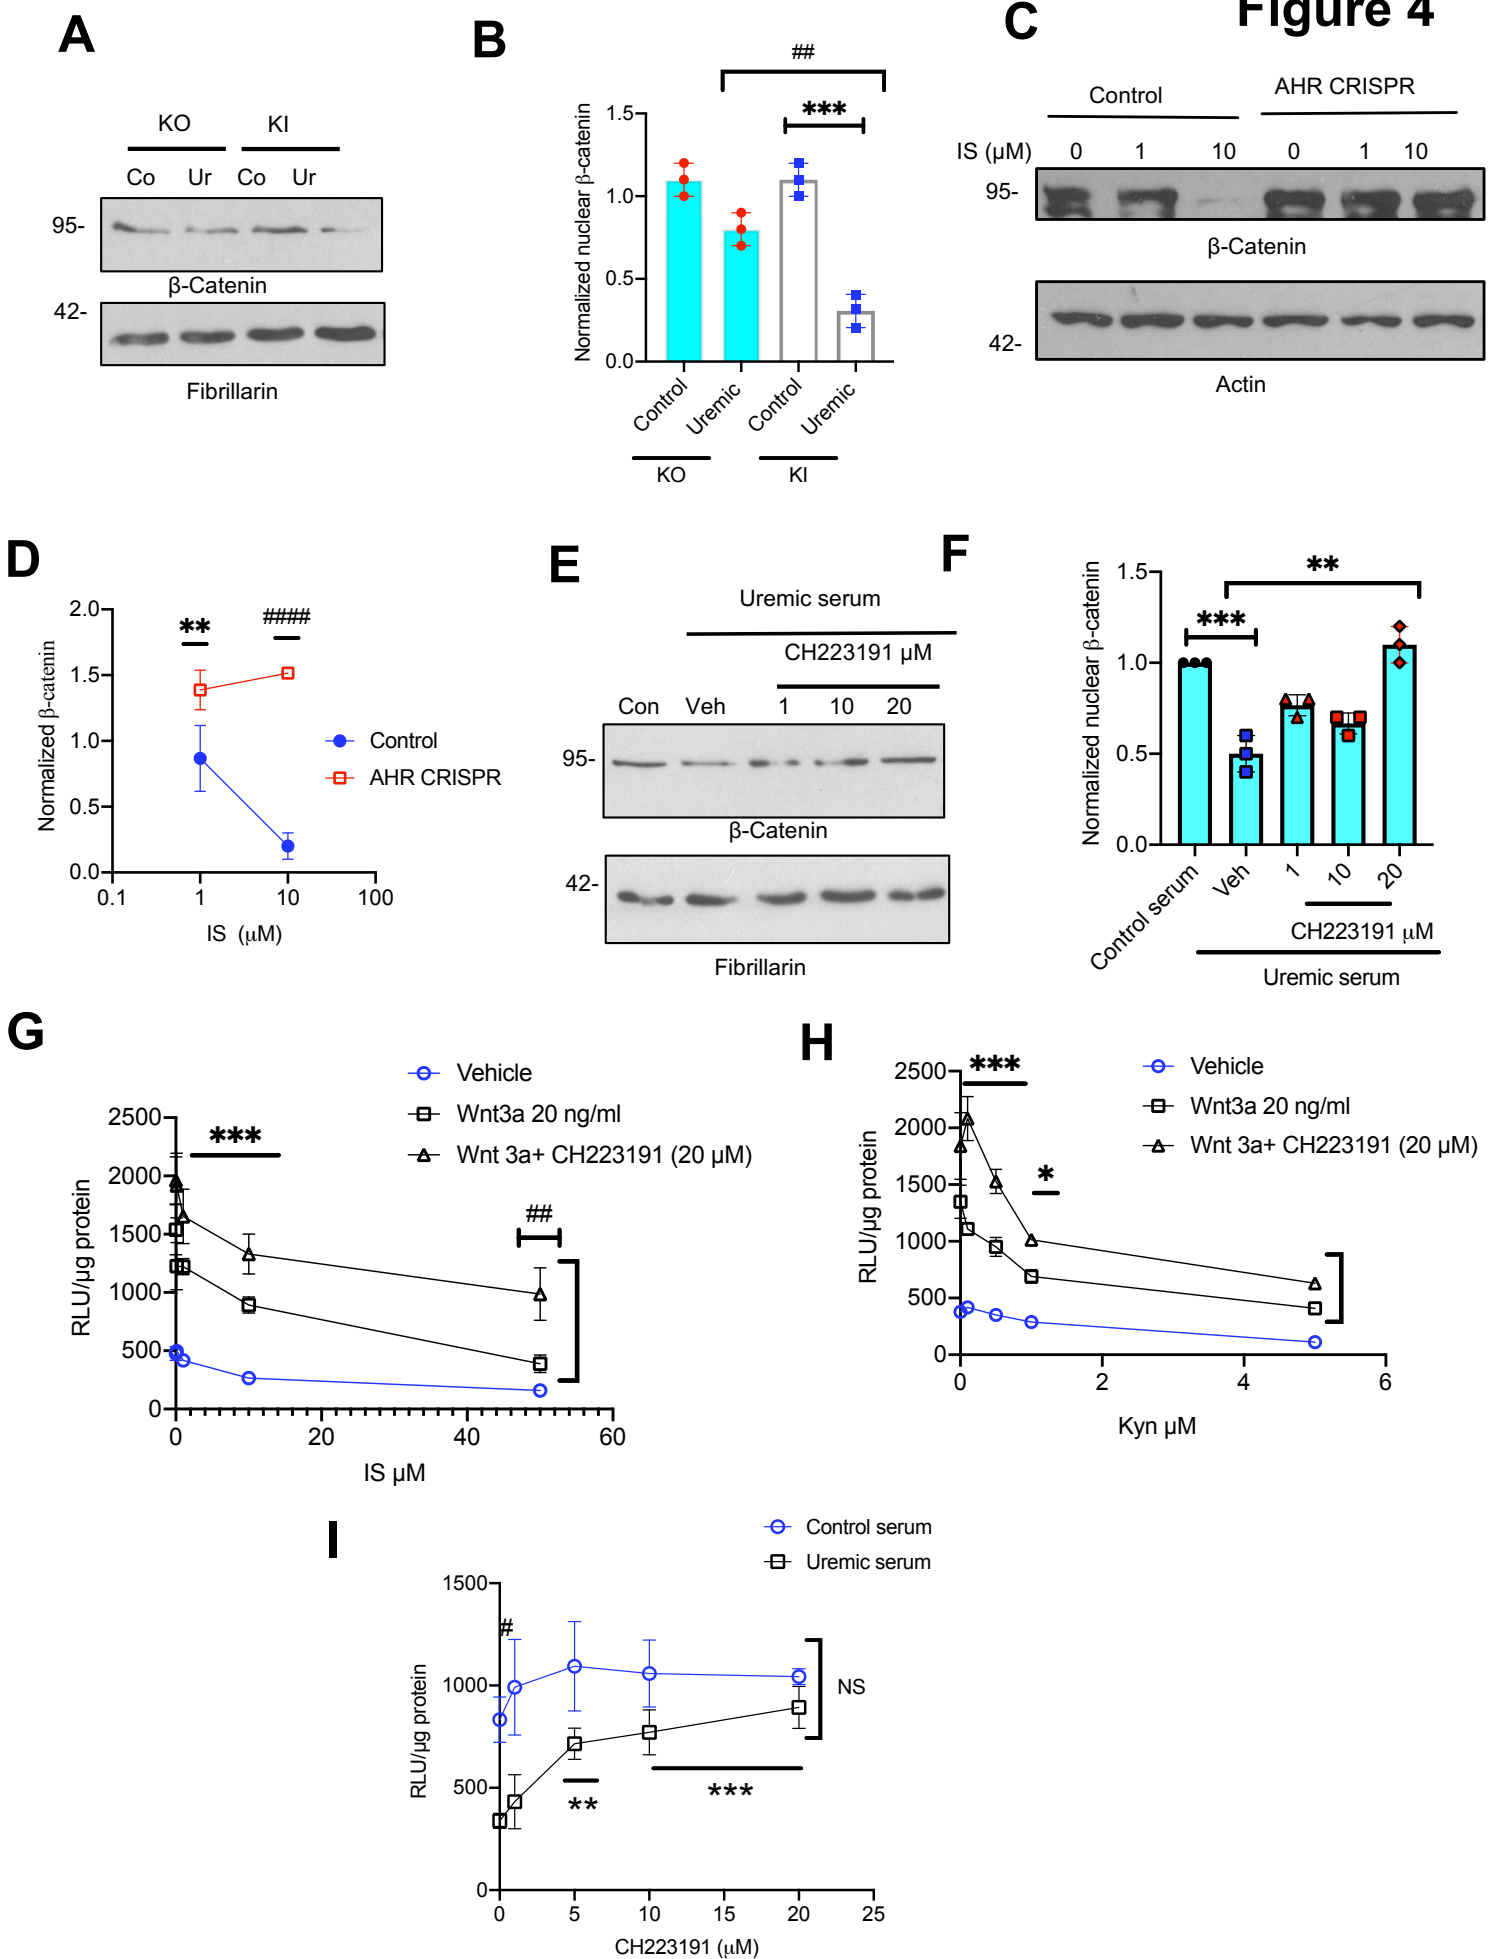 Figure 4
A
KO KI
Co Ur Co Ur
95-
β-Catenin
42-
Fibrillarin
B
##
***
Normalized nuclear β-catenin
1.5
1.0
0.5
0.0
Control Uremic Control Uremic
KO KI
C
Control AHR CRISPR
IS (µM) 0 1 10 0 1 10
95-
β-Catenin
42-
Actin
D
Normalized β-catenin
2.0
1.5
1.0
0.5
0.0
** ####
Control
AHR CRISPR
0.1 1 10 100
IS (µM)
E
Uremic serum
CH223191 µM
Con Veh 1 10 20
95-
β-Catenin
42-
Fibrillarin
F
**
***
Normalized nuclear β-catenin
1.5
1.0
0.5
0.0
Control serum Veh 1 10 20
CH223191 µM
Uremic serum
G
Vehicle
Wnt3a 20 ng/ml
Wnt 3a+ CH223191 (20 µM)
***
##
RLU/µg protein
2500
2000
1500
1000
500
0
0 20 40 60
IS µM
H
Vehicle
Wnt3a 20 ng/ml
Wnt 3a+ CH223191 (20 µM)
***
*
RLU/µg protein
2500
2000
1500
1000
500
0
0 2 4 6
Kyn µM
I
Control serum
Uremic serum
RLU/µg protein
1500
1000
500
0
#
NS
**
***
0 5 10 15 20 25
CH223191 (µM)